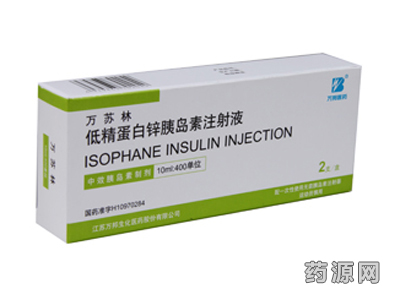 万苏林
低精蛋白锌胰岛素注射液
ISOPHANE INSULIN INJECTION
中效胰岛素制剂
10ml:400单位
2支/盒
国药准字H10970284
江苏万邦生化医药股份有限公司
万邦医药
万苏林
药源网